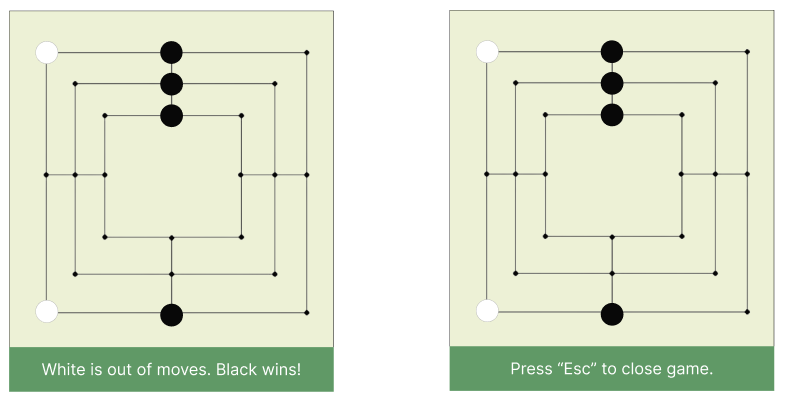 White is out of moves. Black wins!
Press “Esc” to close game.